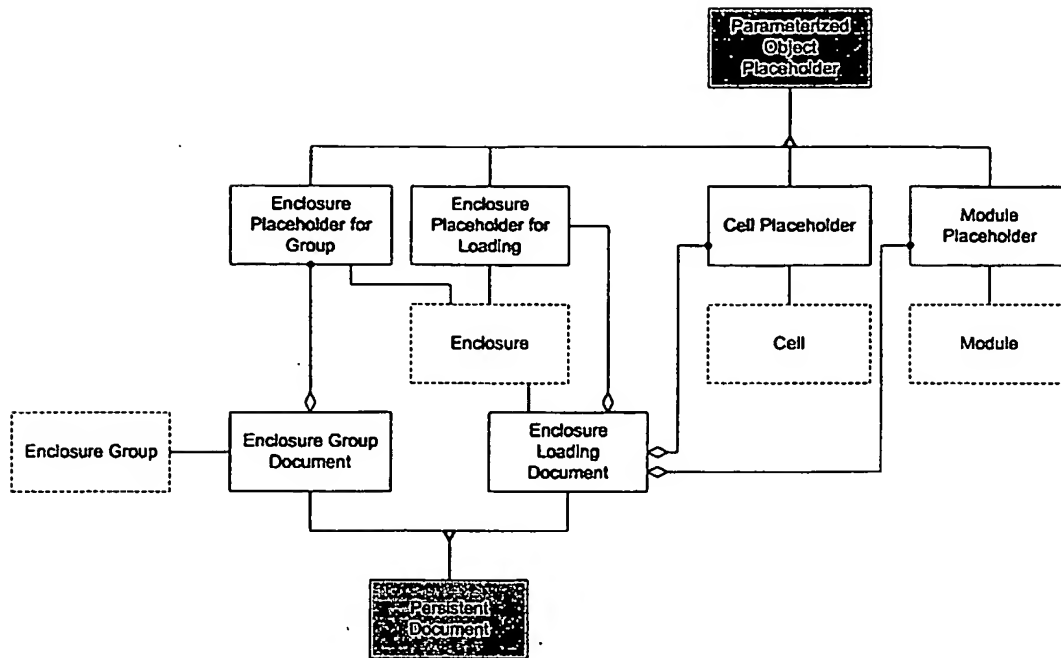 Parameterized
Object
Placeholder
Enclosure
Placeholder for
Group
Enclosure
Placeholder for
Loading
Cell Placeholder
Module
Placeholder
Enclosure
Cell
Module
Enclosure Group
Enclosure Group
Document
Enclosure
Loading
Document
Persistent
Document